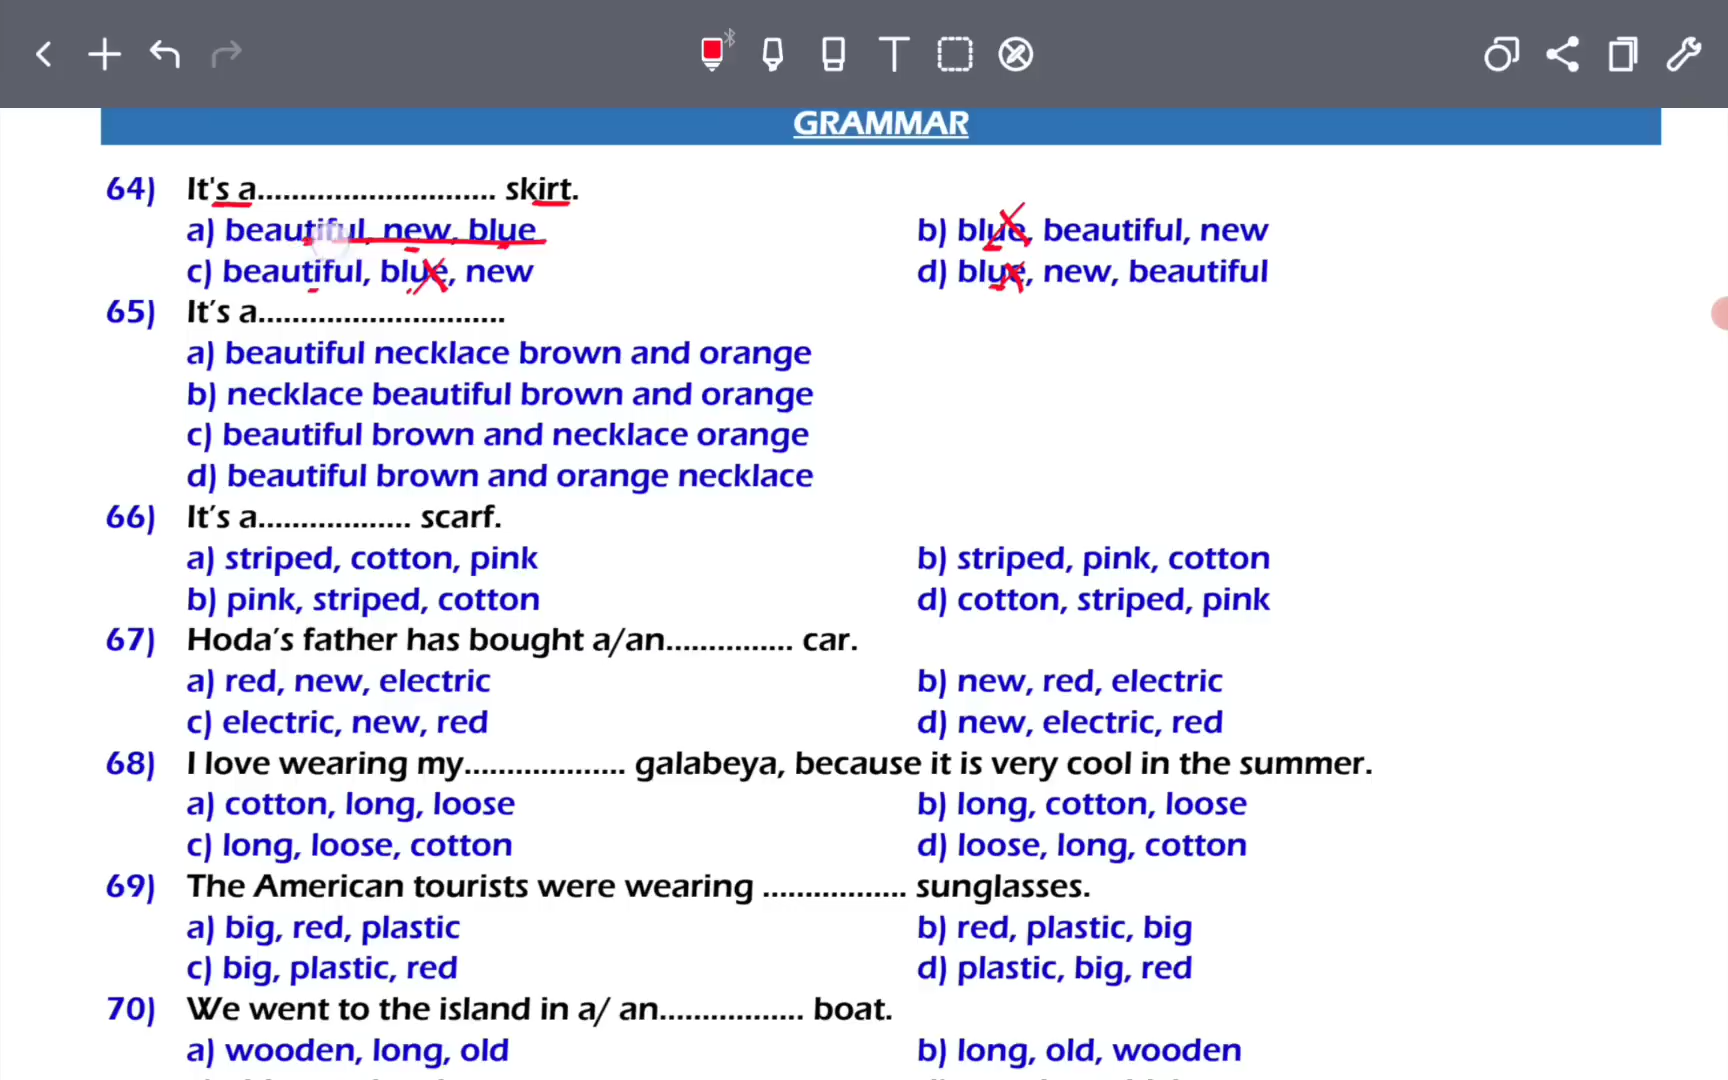 GRAMMAR
64) It's a............................ skirt.
a) beautiful, new, blue b) blue, beautiful, new
c) beautiful, blue, new d) blue, new, beautiful
65) It's a.............................
a) beautiful necklace brown and orange
b) necklace beautiful brown and orange
c) beautiful brown and necklace orange
d) beautiful brown and orange necklace
66) It's a.................. scarf.
a) striped, cotton, pink b) striped, pink, cotton
b) pink, striped, cotton d) cotton, striped, pink
67) Hoda's father has bought a/an............... car.
a) red, new, electric b) new, red, electric
c) electric, new, red d) new, electric, red
68) I love wearing my................... galabeya, because it is very cool in the summer.
a) cotton, long, loose b) long, cotton, loose
c) long, loose, cotton d) loose, long, cotton
69) The American tourists were wearing ................. sunglasses.
a) big, red, plastic b) red, plastic, big
c) big, plastic, red d) plastic, big, red
70) We went to the island in a/ an................. boat.
a) wooden, long, old b) long, old, wooden